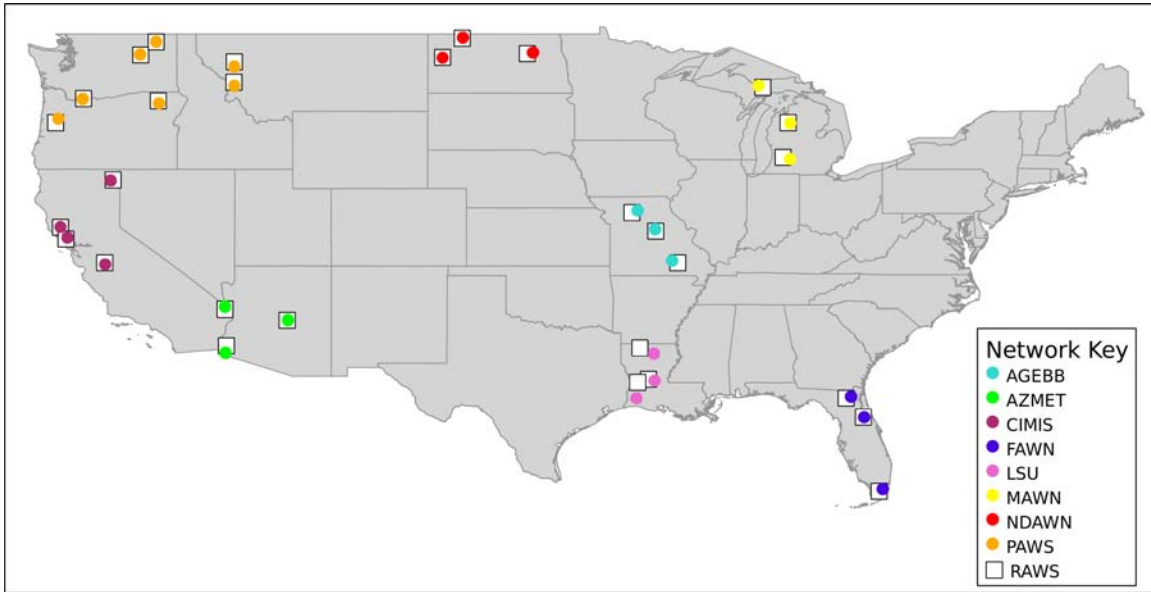 Network Key
AGEBB
AZMET
CIMIS
FAWN
LSU
MAWN
NDAWN
PAWS
RAWS